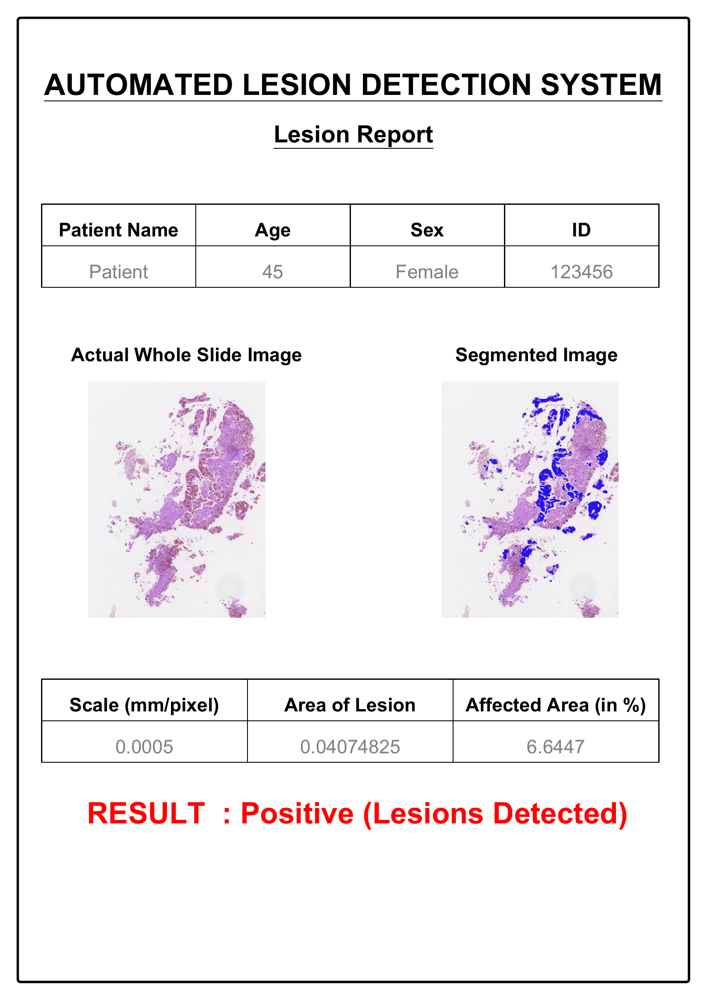 AUTOMATED LESION DETECTION SYSTEM
Lesion Report
Patient Name Age Sex ID
Patient 45 Female 123456
Actual Whole Slide Image Segmented Image
Scale (mm/pixel) Area of Lesion Affected Area (in %)
0.0005 0.04074825 6.6447
RESULT : Positive (Lesions Detected)